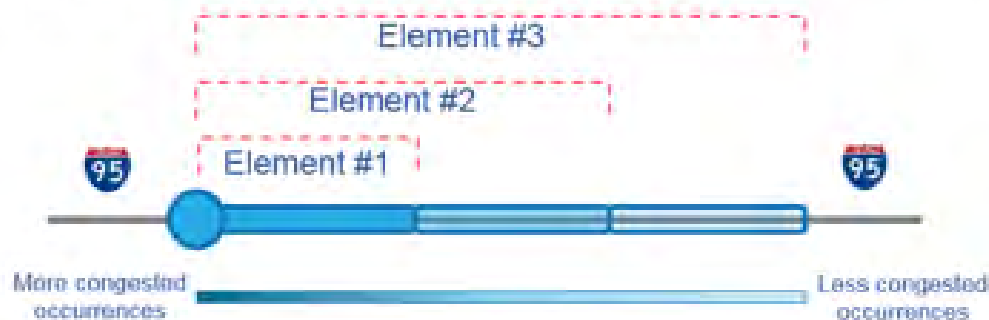 Element #3
Element #2
Element #1
95
95
More congested
occurrences
Less congested
occurrences